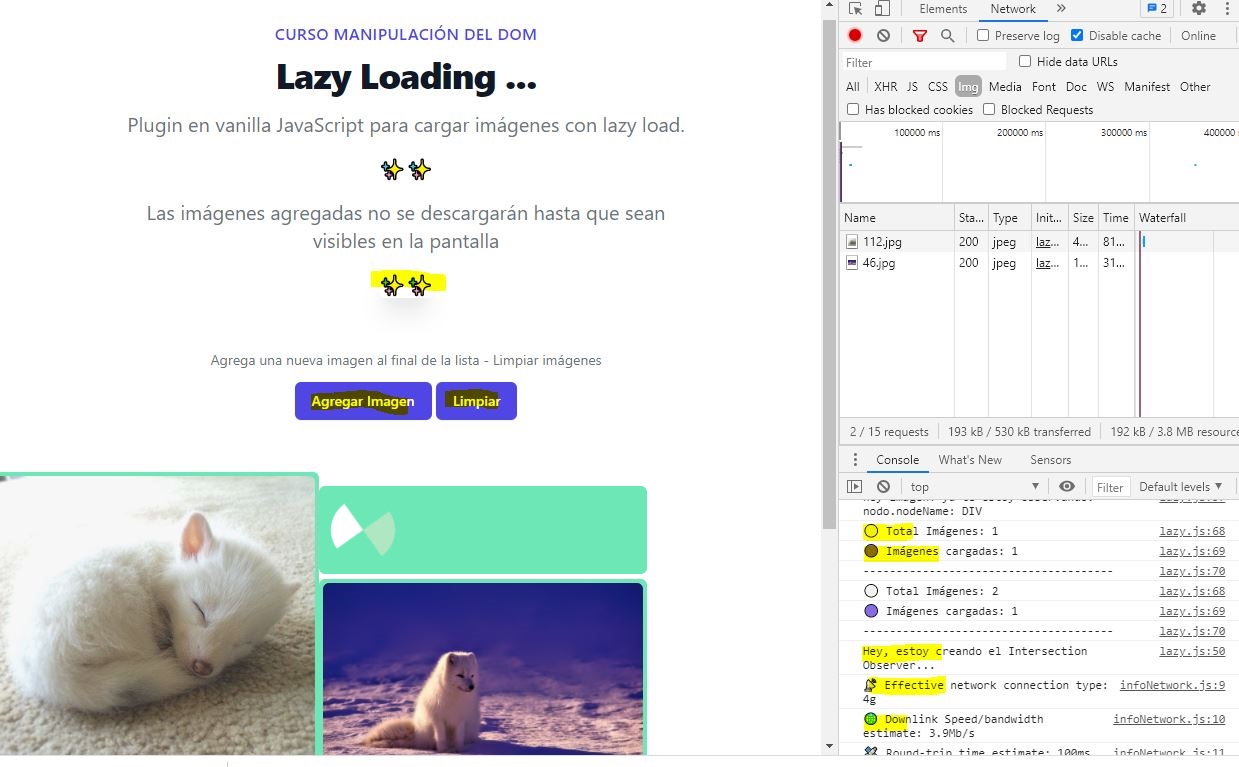 CURSO MANIPULACIÓN DEL DOM
Lazy Loading ...
Plugin en vanilla JavaScript para cargar imágenes con lazy load.
Las imágenes agregadas no se descargarán hasta que sean
visibles en la pantalla
Agrega una nueva imagen al final de la lista - Limpiar imágenes
Agregar Imagen Limpiar
Elements Network » 2
Preserve log Disable cache Online
Filter Hide data URLs
All XHR JS CSS Img Media Font Doc WS Manifest Other
Has blocked cookies Blocked Requests
100000 ms 200000 ms 300000 ms 400000
Name Sta... Type Init... Size Time Waterfall
112.jpg 200 jpeg laz... 4... 81...
46.jpg 200 jpeg laz... 1... 31...
2 / 15 requests 193 kB / 530 kB transferred 192 kB / 3.8 MB resource
Console What's New Sensors
top Filter Default levels ▼
nodo.nodeName: DIV
Total Imágenes: 1 lazy.js:68
Imágenes cargadas: 1 lazy.js:69
------------------------------------- lazy.js:70
Total Imágenes: 2 lazy.js:68
Imágenes cargadas: 1 lazy.js:69
------------------------------------- lazy.js:70
Hey, estoy creando el Intersection lazy.js:50
Observer...
Effective network connection type: infoNetwork.js:9
4g
Downlink Speed/bandwidth infoNetwork.js:10
estimate: 3.9Mb/s
Round-trip time estimate: 100ms infoNetwork.js:11